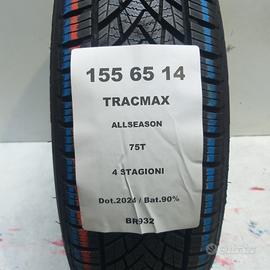 155 65 14
TRACMAX
ALLSEASON
75T
4 STAGIONI
Dot.2024 / Bat.90%
BR932